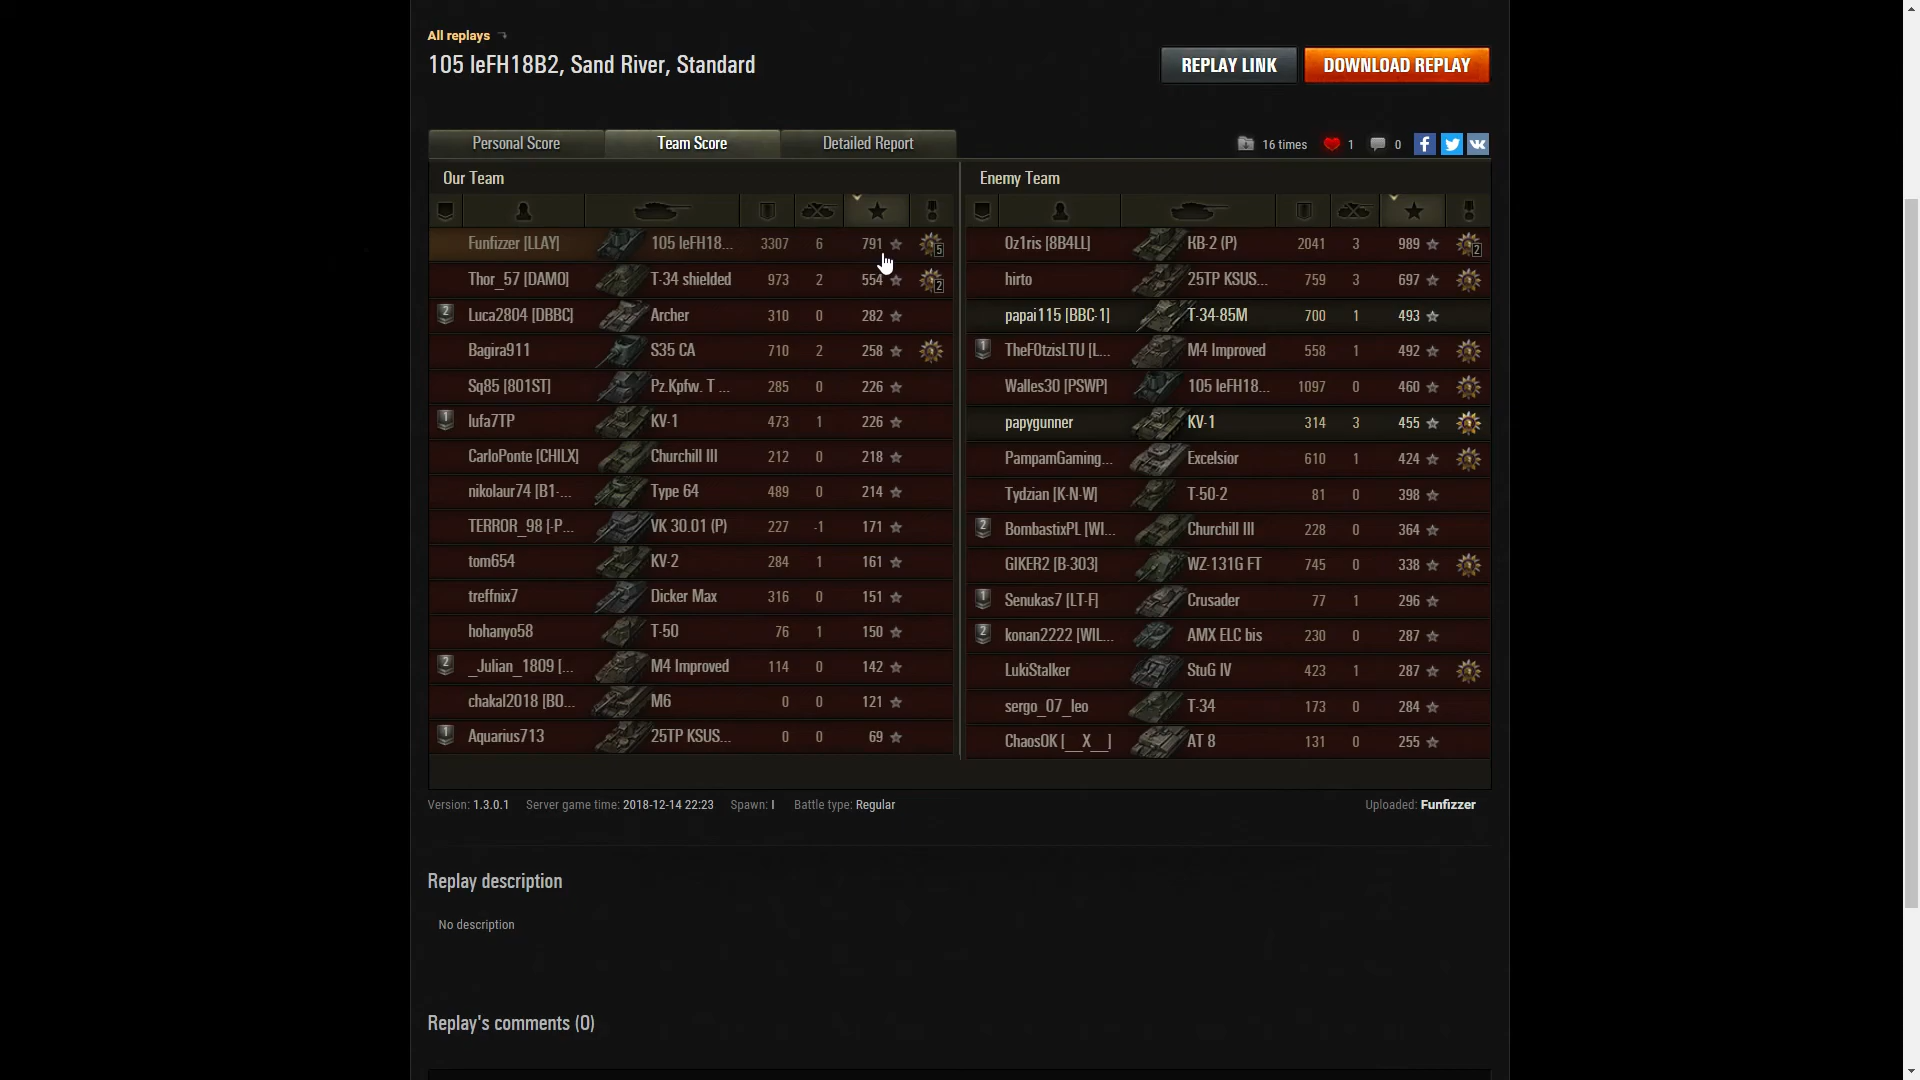 All replays
105 leFH18B2, Sand River, Standard
REPLAY LINK
DOWNLOAD REPLAY
Personal Score
Team Score
Detailed Report
16 times
1
0
Our Team
Funfizzer [LLAY] 105 leFH18... 3307 6 791 5
Thor_57 [DAMO] T-34 shielded 973 2 554 2
2 Luca2804 [DBBC] Archer 310 0 282
Bagira911 S35 CA 710 2 258
Sq85 [801ST] Pz.Kpfw. T ... 285 0 226
1 lufa7TP KV-1 473 1 226
CarloPonte [CHILX] Churchill III 212 0 218
nikolaur74 [B1-... Type 64 489 0 214
TERROR_98 [-P... VK 30.01 (P) 227 -1 171
tom654 KV-2 284 1 161
treffnix7 Dicker Max 316 0 151
hohanyo58 T-50 76 1 150
2 _Julian_1809 [... M4 Improved 114 0 142
chakal2018 [BO... M6 0 0 121
1 Aquarius713 25TP KSUS... 0 0 69
Enemy Team
Oz1ris [8B4LL] KB-2 (P) 2041 3 989 2
hirto 25TP KSUS... 759 3 697
papai115 [BBC-1] T-34-85M 700 1 493
1 TheF0tzisLTU [L... M4 Improved 558 1 492
Walles30 [PSWP] 105 leFH18... 1097 0 460
papygunner KV-1 314 3 455
PampamGaming... Excelsior 610 1 424
Tydzian [K-N-W] T-50-2 81 0 398
2 BombastixPL [WI... Churchill III 228 0 364
GIKER2 [B-303] WZ-131G FT 745 0 338
1 Senukas7 [LT-F] Crusader 77 1 296
2 konan2222 [WIL... AMX ELC bis 230 0 287
LukiStalker StuG IV 423 1 287
sergo_07_leo T-34 173 0 284
ChaosOK [__X__] AT 8 131 0 255
Version: 1.3.0.1 Server game time: 2018-12-14 22:23 Spawn: I Battle type: Regular
Uploaded: Funfizzer
Replay description
No description
Replay's comments (0)